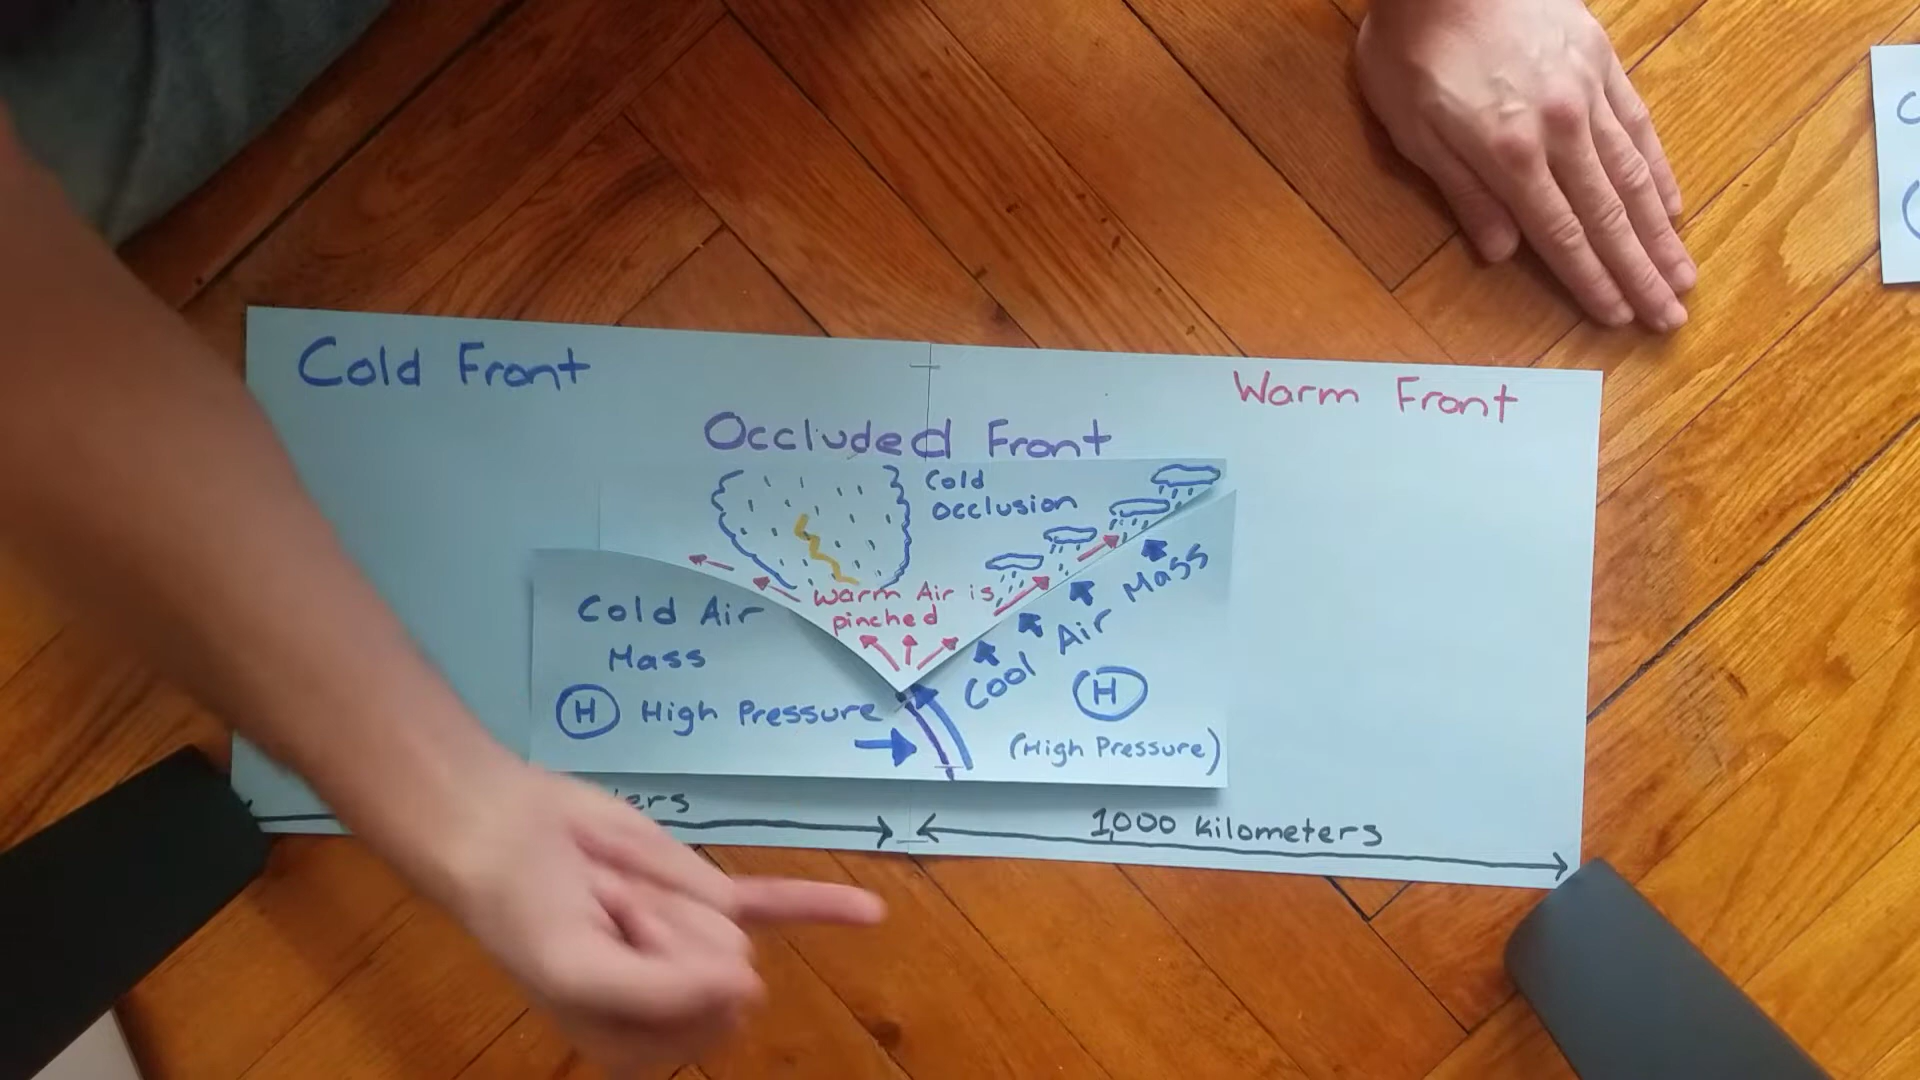 Cold Front
Warm Front
Occluded Front
Cold
Occlusion
Warm Air is
pinched
Cold Air
Mass
H High Pressure
Cool Air Mass
H
(High Pressure)
1,000 kilometers